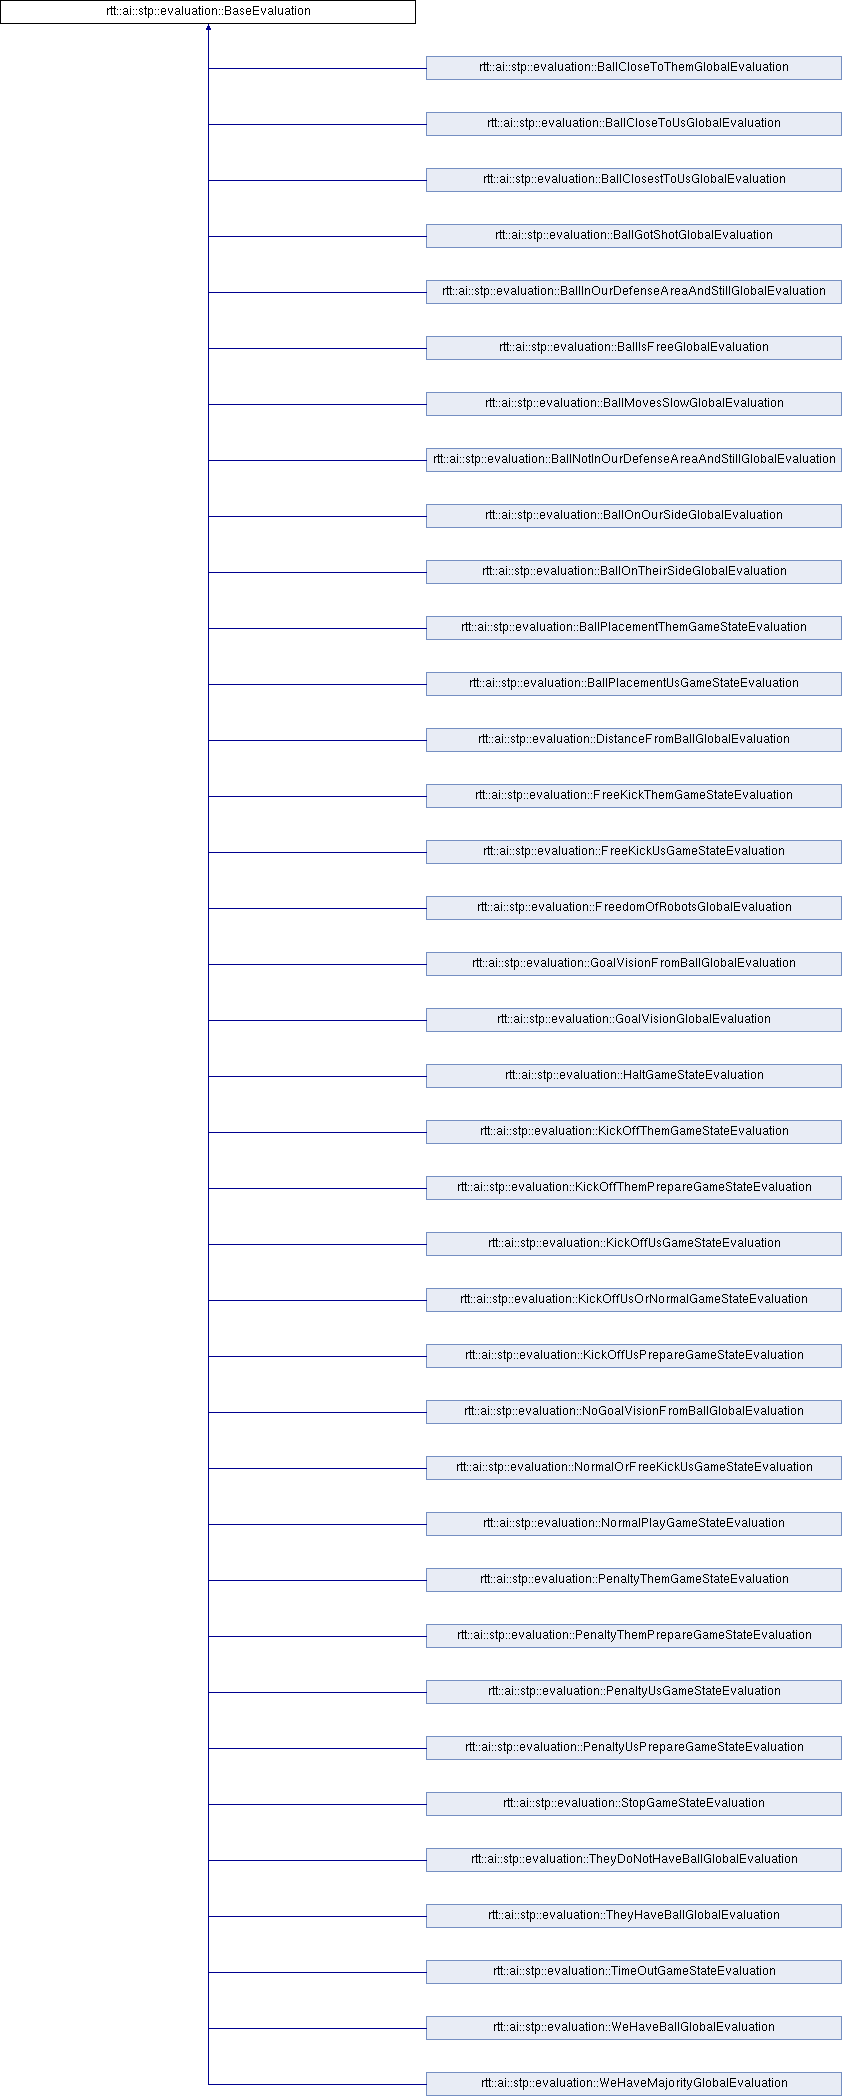 rtt::ai::stp::evaluation::BaseEvaluation
rtt::ai::stp::evaluation::BallCloseToThemGlobalEvaluation
rtt::ai::stp::evaluation::BallCloseToUsGlobalEvaluation
rtt::ai::stp::evaluation::BallClosestToUsGlobalEvaluation
rtt::ai::stp::evaluation::BallGotShotGlobalEvaluation
rtt::ai::stp::evaluation::BallInOurDefenseAreaAndStillGlobalEvaluation
rtt::ai::stp::evaluation::BallIsFreeGlobalEvaluation
rtt::ai::stp::evaluation::BallMovesSlowGlobalEvaluation
rtt::ai::stp::evaluation::BallNotInOurDefenseAreaAndStillGlobalEvaluation
rtt::ai::stp::evaluation::BallOnOurSideGlobalEvaluation
rtt::ai::stp::evaluation::BallOnTheirSideGlobalEvaluation
rtt::ai::stp::evaluation::BallPlacementThemGameStateEvaluation
rtt::ai::stp::evaluation::BallPlacementUsGameStateEvaluation
rtt::ai::stp::evaluation::DistanceFromBallGlobalEvaluation
rtt::ai::stp::evaluation::FreeKickThemGameStateEvaluation
rtt::ai::stp::evaluation::FreeKickUsGameStateEvaluation
rtt::ai::stp::evaluation::FreedomOfRobotsGlobalEvaluation
rtt::ai::stp::evaluation::GoalVisionFromBallGlobalEvaluation
rtt::ai::stp::evaluation::GoalVisionGlobalEvaluation
rtt::ai::stp::evaluation::HaltGameStateEvaluation
rtt::ai::stp::evaluation::KickOffThemGameStateEvaluation
rtt::ai::stp::evaluation::KickOffThemPrepareGameStateEvaluation
rtt::ai::stp::evaluation::KickOffUsGameStateEvaluation
rtt::ai::stp::evaluation::KickOffUsOrNormalGameStateEvaluation
rtt::ai::stp::evaluation::KickOffUsPrepareGameStateEvaluation
rtt::ai::stp::evaluation::NoGoalVisionFromBallGlobalEvaluation
rtt::ai::stp::evaluation::NormalOrFreeKickUsGameStateEvaluation
rtt::ai::stp::evaluation::NormalPlayGameStateEvaluation
rtt::ai::stp::evaluation::PenaltyThemGameStateEvaluation
rtt::ai::stp::evaluation::PenaltyThemPrepareGameStateEvaluation
rtt::ai::stp::evaluation::PenaltyUsGameStateEvaluation
rtt::ai::stp::evaluation::PenaltyUsPrepareGameStateEvaluation
rtt::ai::stp::evaluation::StopGameStateEvaluation
rtt::ai::stp::evaluation::TheyDoNotHaveBallGlobalEvaluation
rtt::ai::stp::evaluation::TheyHaveBallGlobalEvaluation
rtt::ai::stp::evaluation::TimeOutGameStateEvaluation
rtt::ai::stp::evaluation::WeHaveBallGlobalEvaluation
rtt::ai::stp::evaluation::WeHaveMajorityGlobalEvaluation